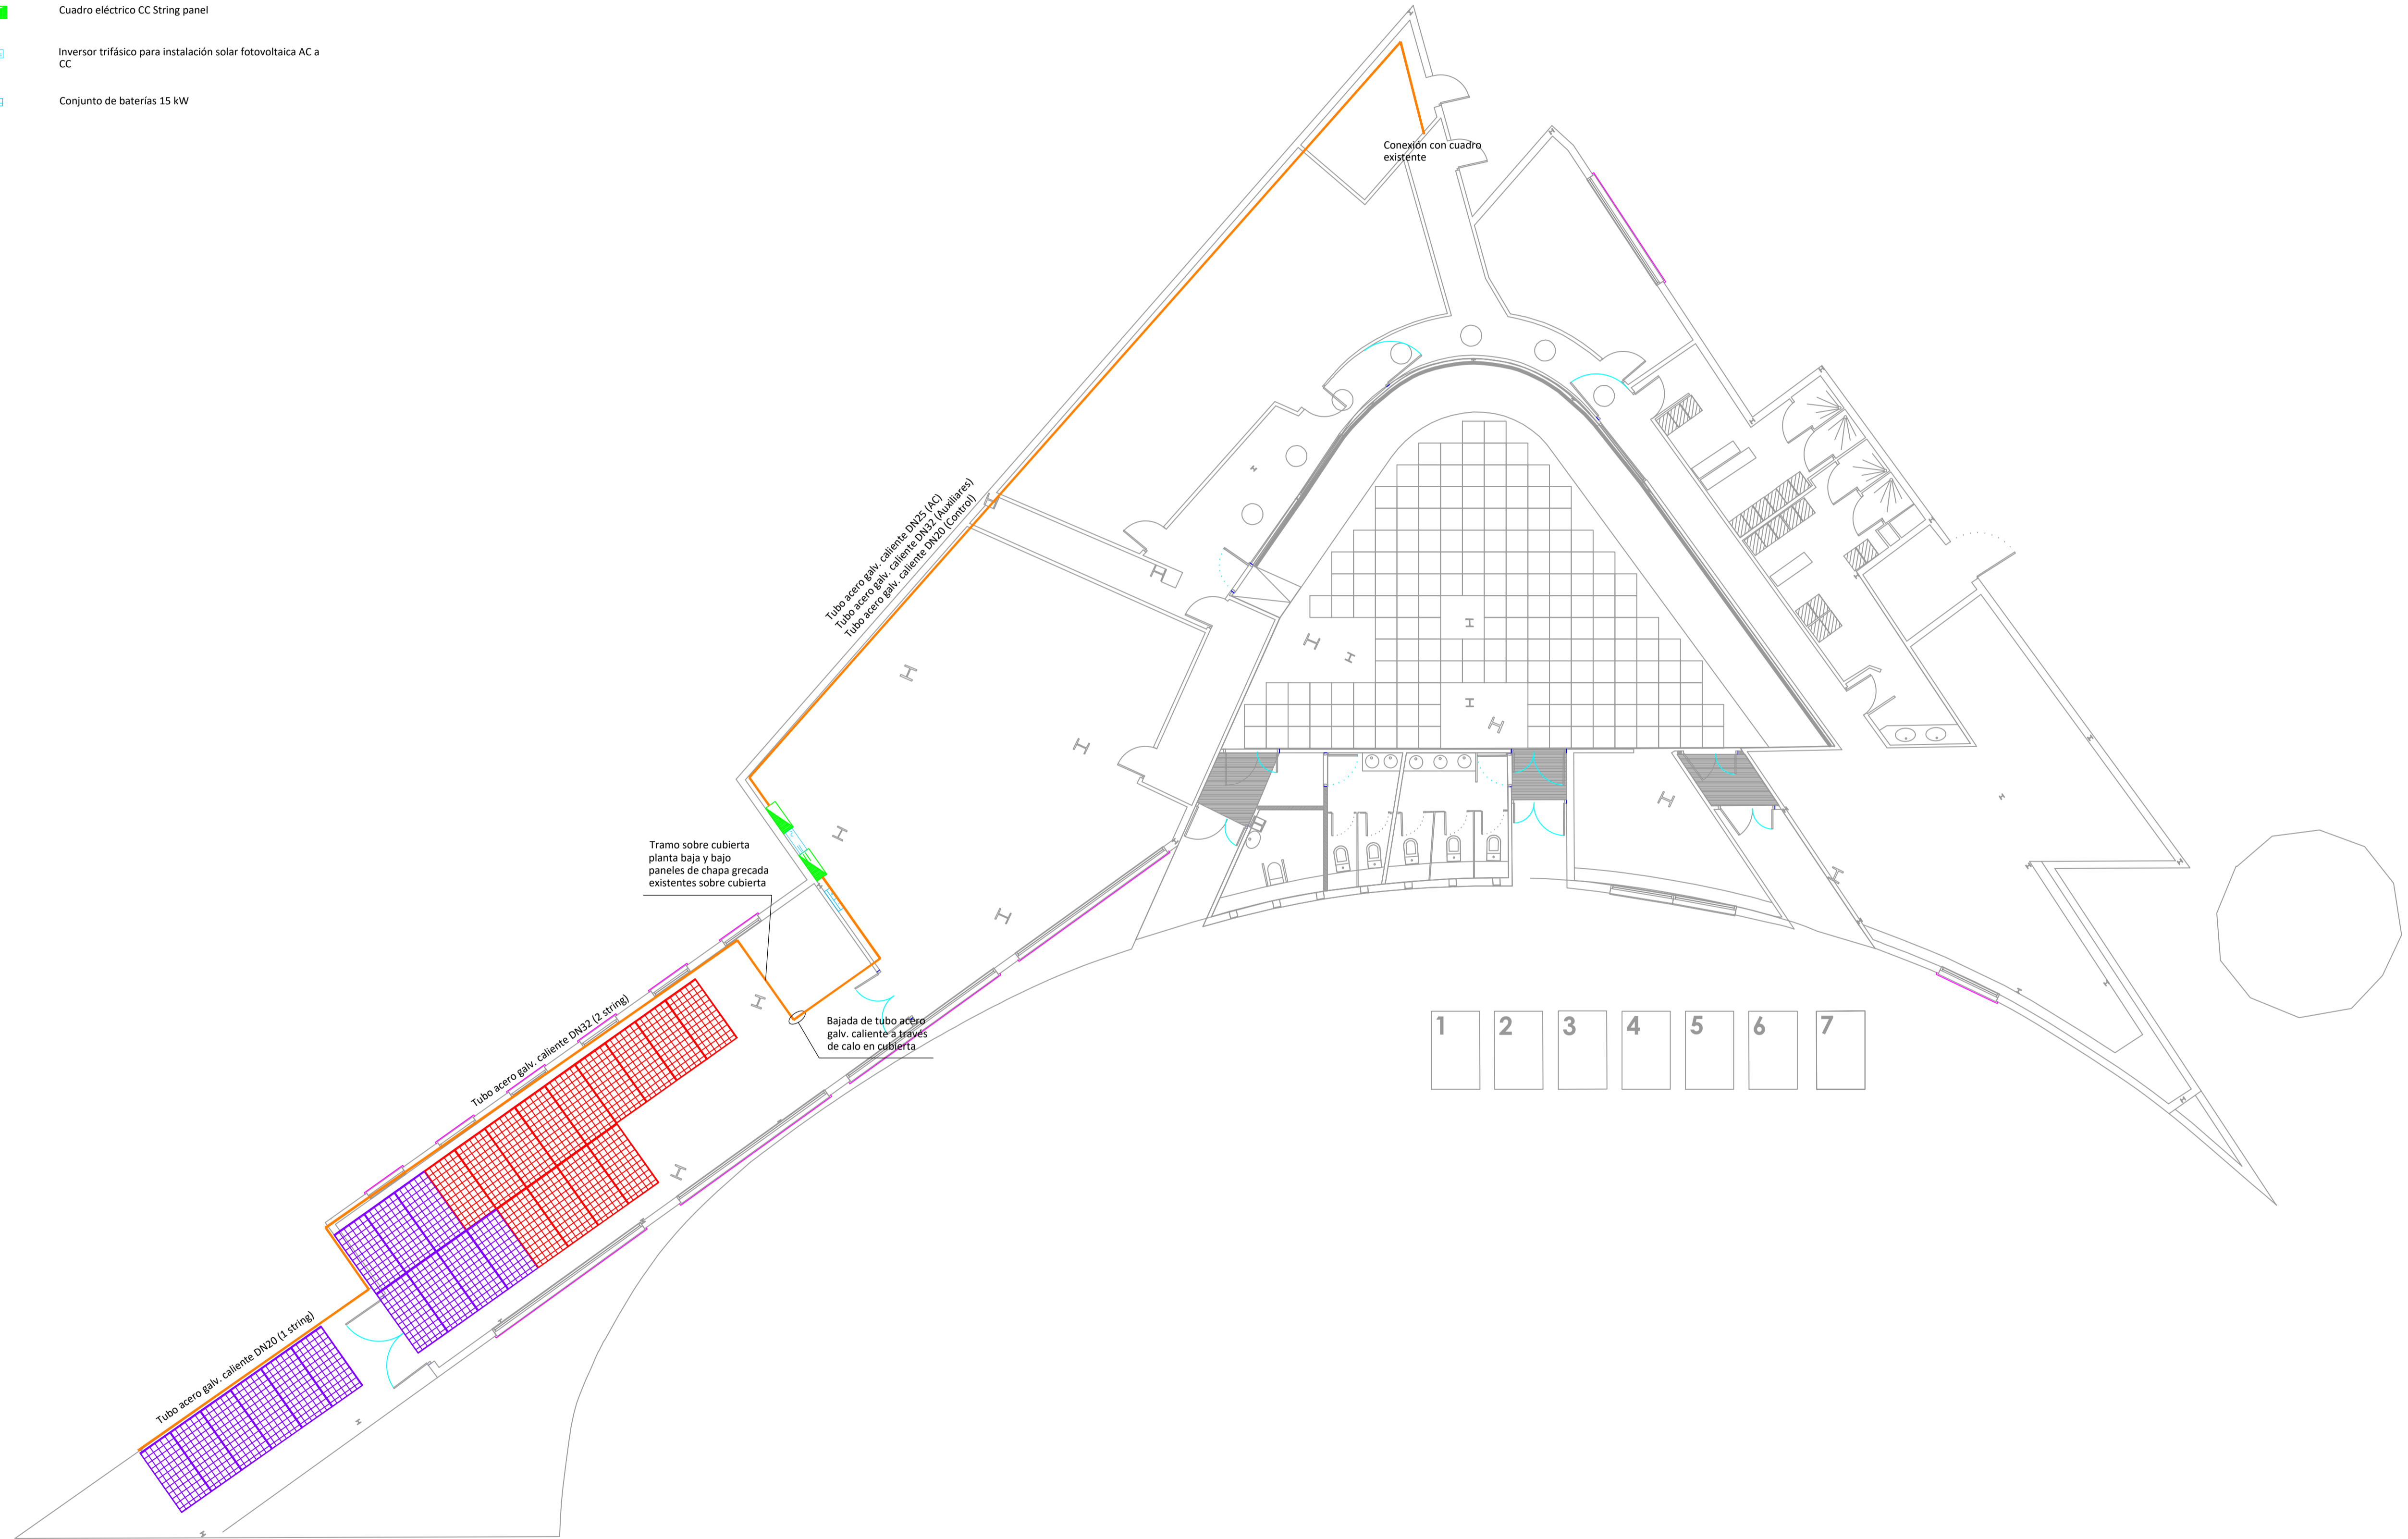 Cuadro eléctrico CC String panel
Inversor trifásico para instalación solar fotovoltaica AC a
CC
Conjunto de baterías 15 kW
Conexión con cuadro
existente
Tubo acero galv. caliente DN25 (AC)
Tubo acero galv. caliente DN32 (Auxiliares)
Tubo acero galv. caliente DN20 (Control)
Tramo sobre cubierta
planta baja y bajo
paneles de chapa grecada
existentes sobre cubierta
Bajada de tubo acero
galv. caliente a través
de calo en cubierta
Tubo acero galv. caliente DN32 (2 string)
1 2 3 4 5 6 7
Tubo acero galv. caliente DN20 (1 string)